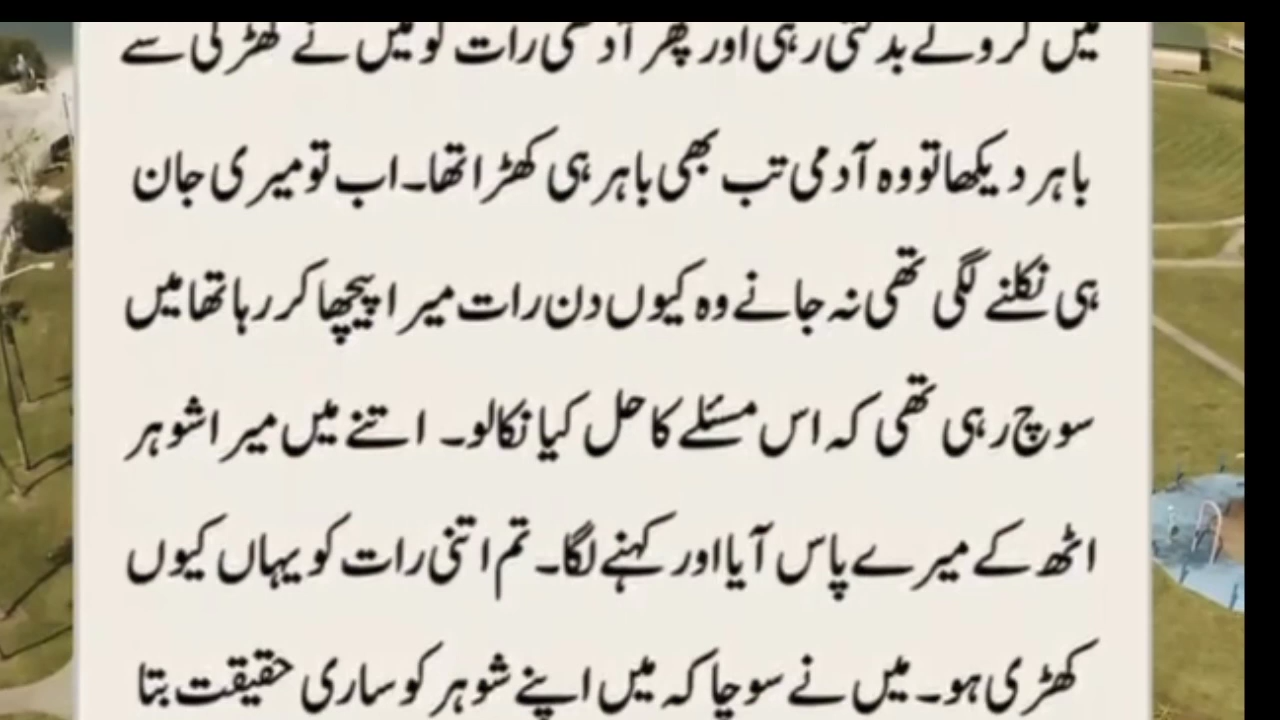 میں کروٹے بدلتی رہی اور پھر آدھی رات کو میں نے کھڑکی سے
باہر دیکھا تو وہ آدمی تب بھی باہر ہی کھڑا تھا۔ اب تو میری جان
ہی نکلنے لگی تھی نہ جانے وہ کیوں دن رات میرا پیچھا کر رہا تھا میں
سوچ رہی تھی کہ اس مسئلے کا حل کیا نکالو۔ اتنے میں میرا شوہر
اٹھ کے میرے پاس آیا اور کہنے لگا۔ تم اتنی رات کو یہاں کیوں
کھڑی ہو۔ میں نے سوچا کہ میں اپنے شوہر کو ساری حقیقت بتا